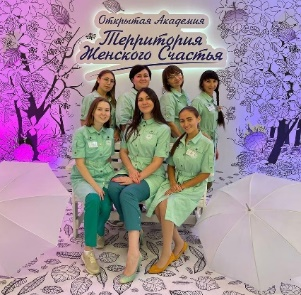 Открытая Академия
Территория
Женского Счастья